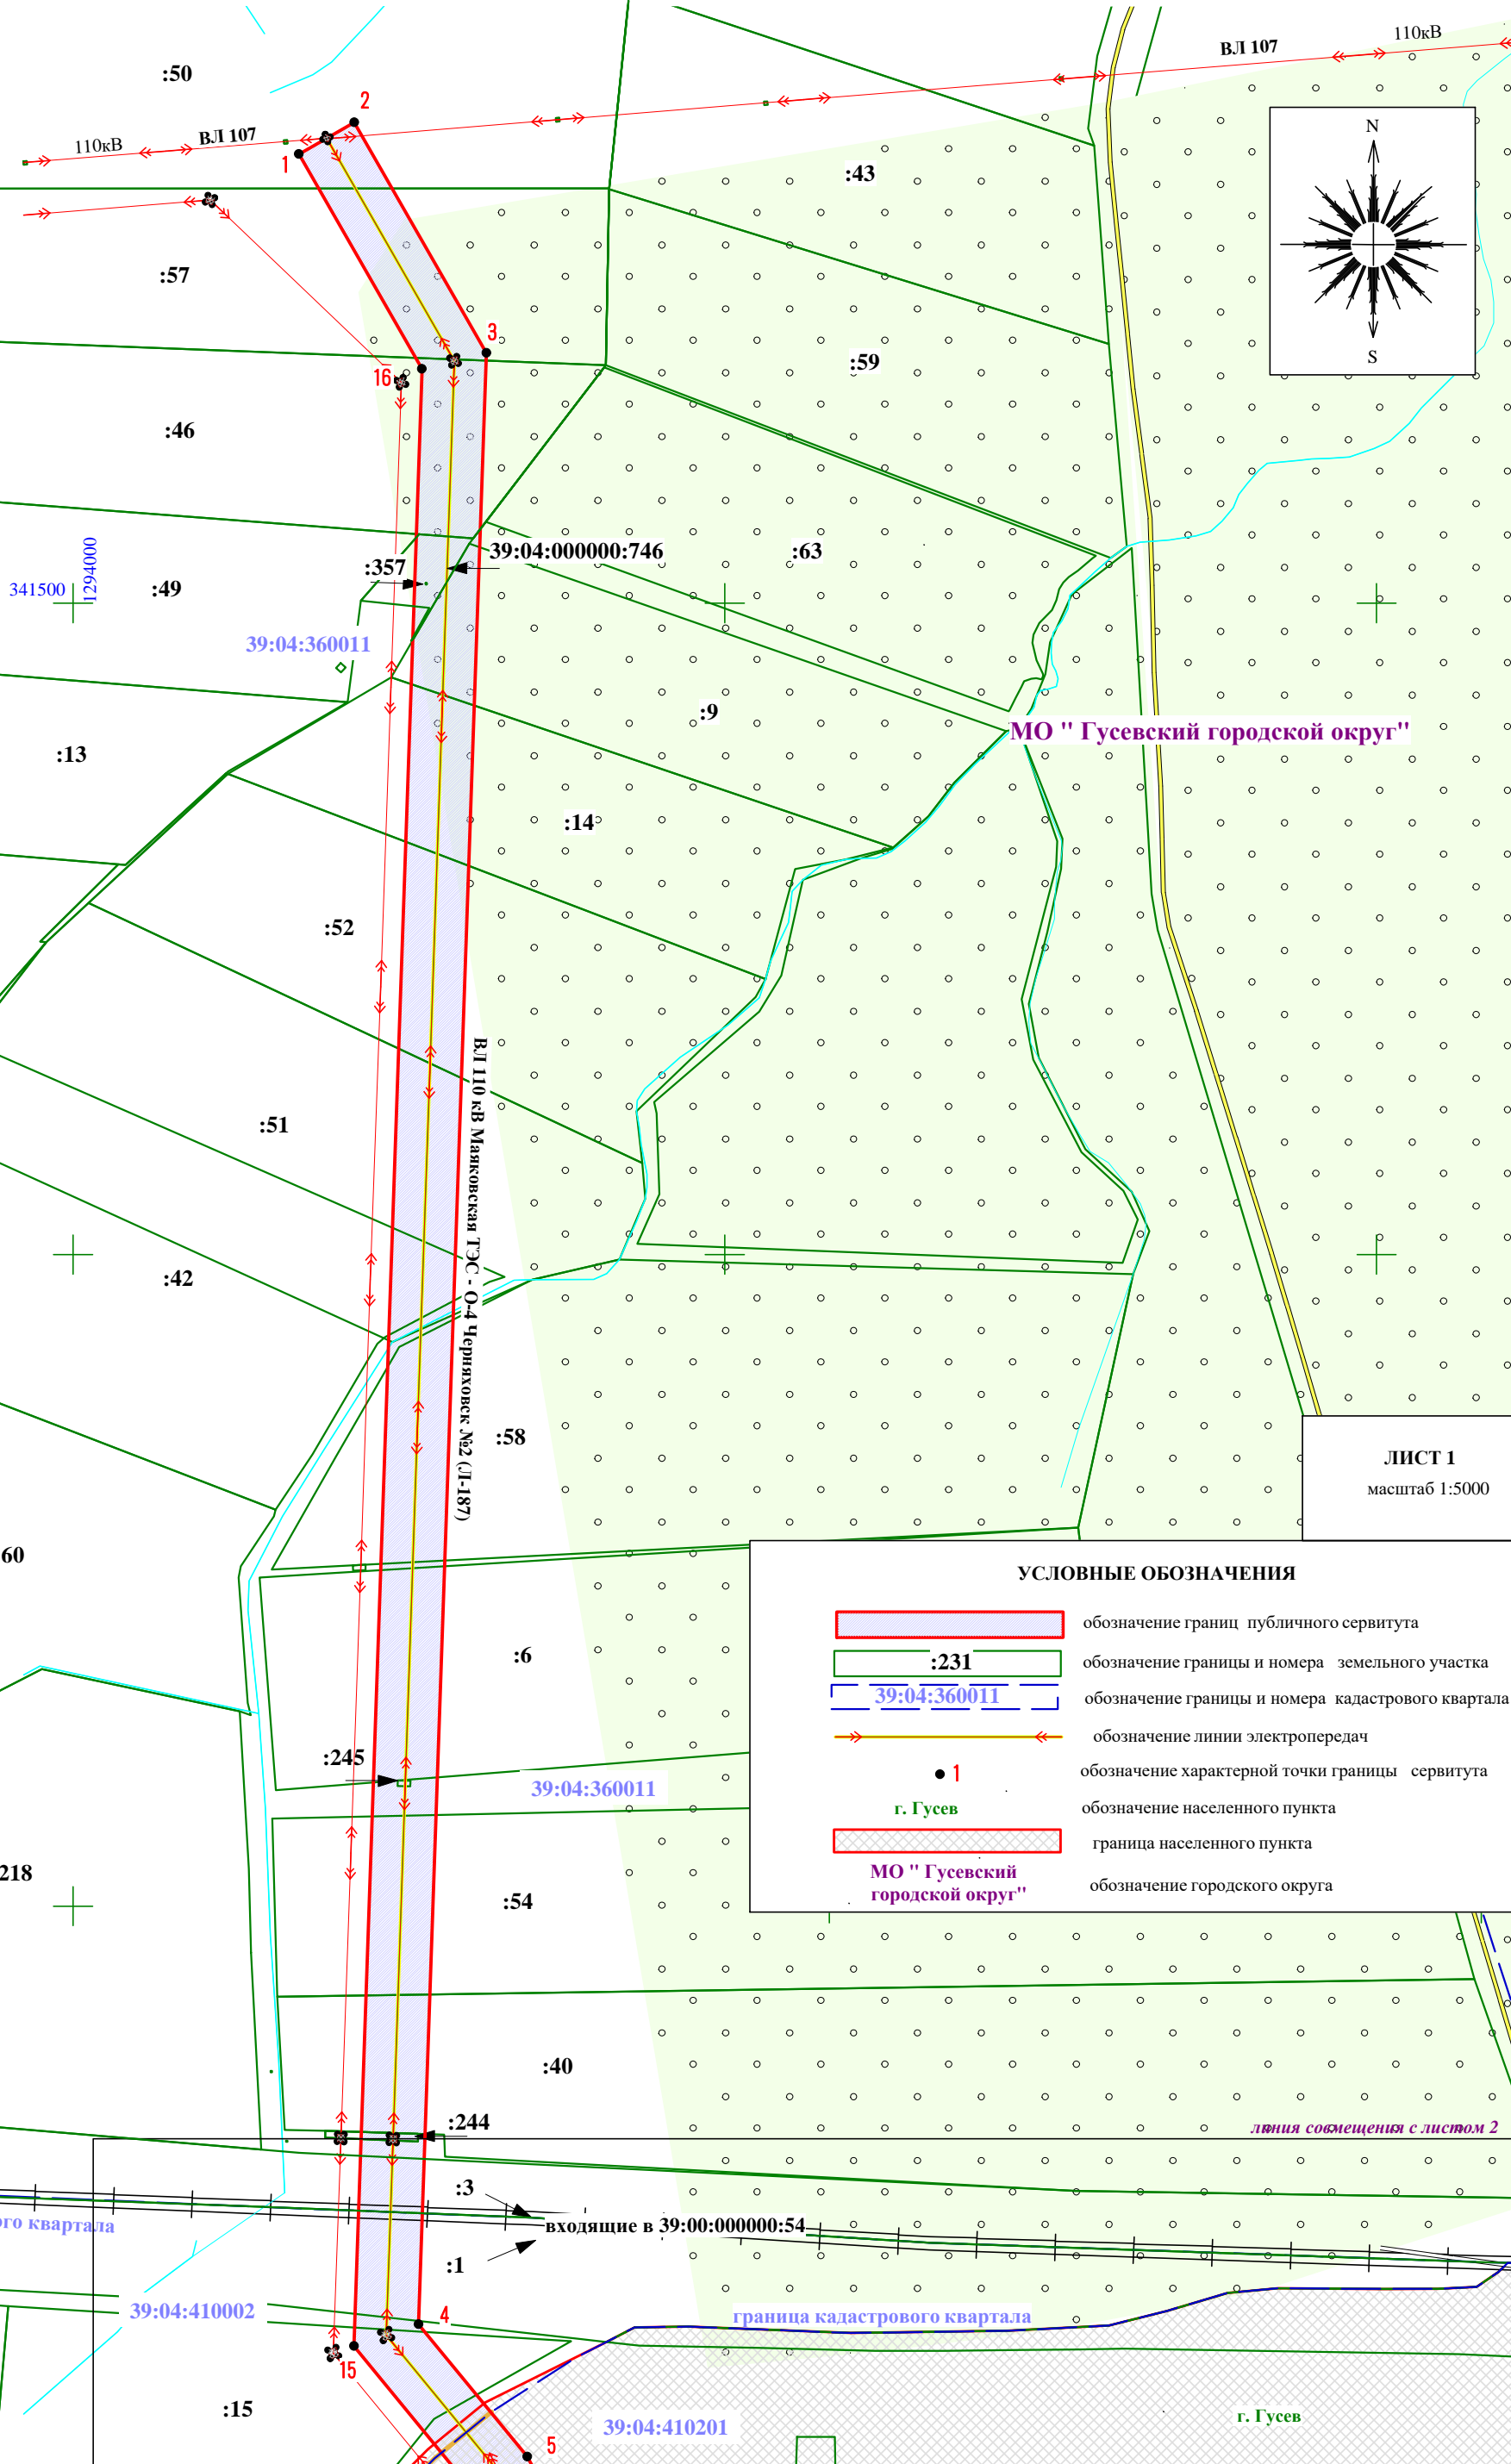 :50
2
ВЛ 107
110кВ
110кВ
ВЛ 107
1
N
S
:43
:57
3
:59
16
:46
39:04:000000:746
:63
:357
341500
1294000
:49
39:04:360011
:9
МО " Гусевский городской округ"
:13
:14
:52
ВЛ 110 кВ Маяковская ТЭС - О-4 Черняховск №2 (Л-187)
:51
:42
:58
ЛИСТ 1
масштаб 1:5000
60
УСЛОВНЫЕ ОБОЗНАЧЕНИЯ
обозначение границ публичного сервитута
:231
обозначение границы и номера земельного участка
39:04:360011
обозначение границы и номера кадастрового квартала
обозначение линии электропередач
1
обозначение характерной точки границы сервитута
г. Гусев
обозначение населенного пункта
граница населенного пункта
МО " Гусевский
городской округ"
обозначение городского округа
:6
:245
39:04:360011
218
:54
:40
:244
линия совмещения с листом 2
:3
входящие в 39:00:000000:54
ого квартала
:1
39:04:410002
4
граница кадастрового квартала
15
:15
39:04:410201
г. Гусев
5